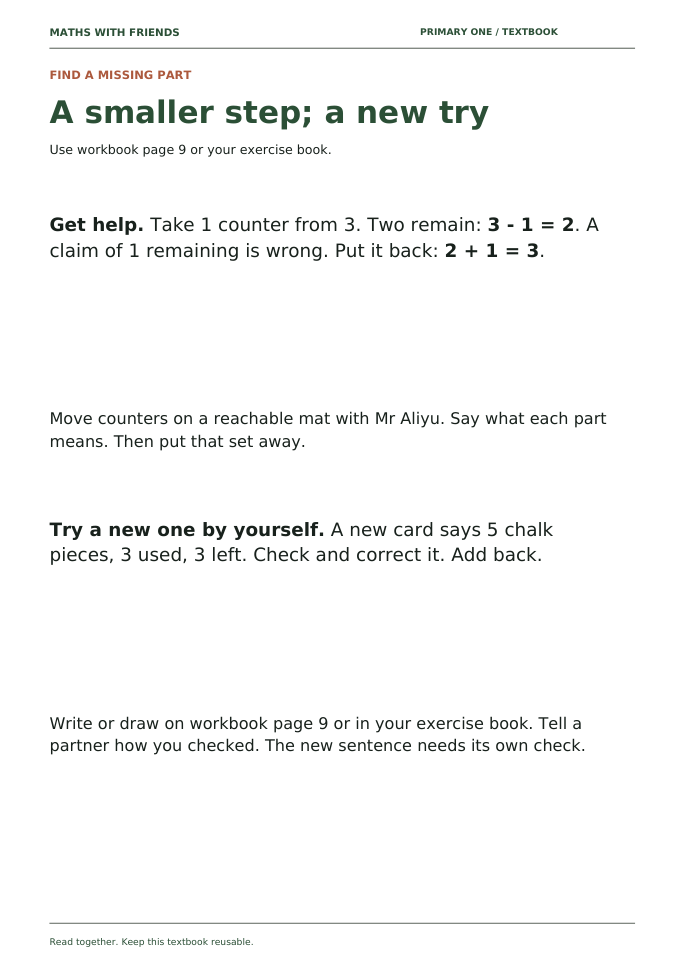 MATHS WITH FRIENDS
PRIMARY ONE / TEXTBOOK
FIND A MISSING PART
A smaller step; a new try
Use workbook page 9 or your exercise book.
Get help. Take 1 counter from 3. Two remain: 3 - 1 = 2. A
claim of 1 remaining is wrong. Put it back: 2 + 1 = 3.
Move counters on a reachable mat with Mr Aliyu. Say what each part
means. Then put that set away.
Try a new one by yourself. A new card says 5 chalk
pieces, 3 used, 3 left. Check and correct it. Add back.
Write or draw on workbook page 9 or in your exercise book. Tell a
partner how you checked. The new sentence needs its own check.
Read together. Keep this textbook reusable.